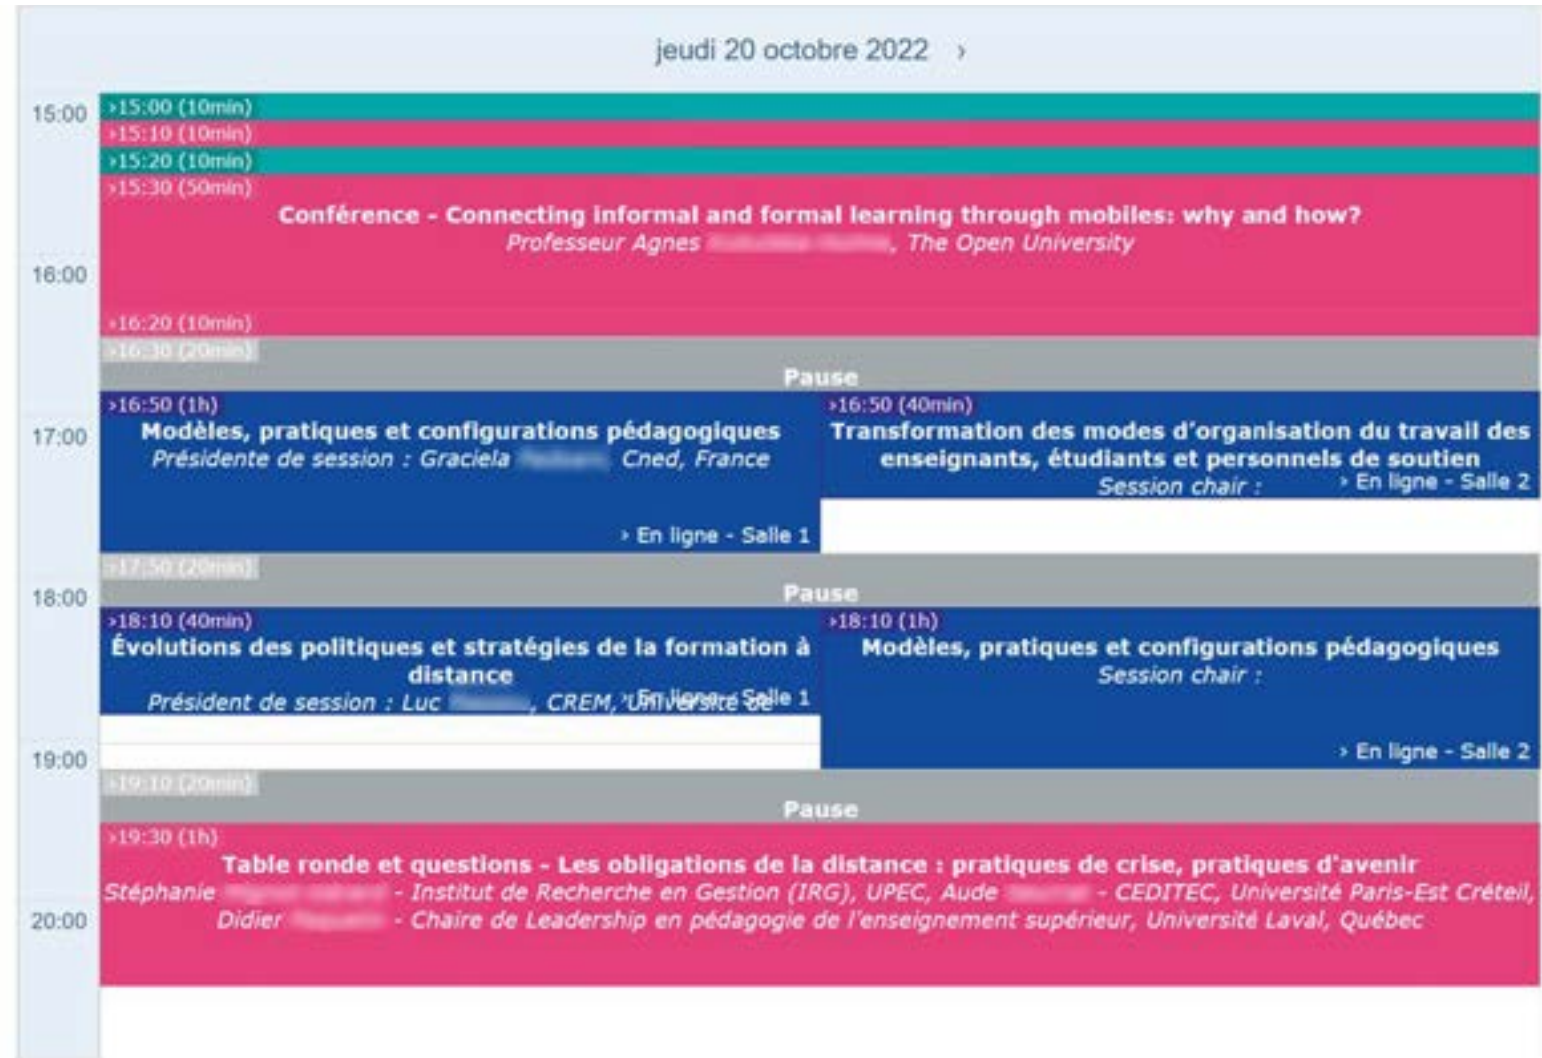 jeudi 20 octobre 2022 ›
15:00
›15:00 (10min)
›15:10 (10min)
›15:20 (10min)
›15:30 (50min)
Conférence - Connecting informal and formal learning through mobiles: why and how?
Professeur Agnes , The Open University
16:00
›16:20 (10min)
›16:30 (20min)
Pause
›16:50 (1h)
Modèles, pratiques et configurations pédagogiques
Présidente de session : Graciela Cned, France
› En ligne - Salle 1
›16:50 (40min)
Transformation des modes d'organisation du travail des
enseignants, étudiants et personnels de soutien
Session chair :
› En ligne - Salle 2
17:00
›17:50 (20min)
Pause
18:00
›18:10 (40min)
Évolutions des politiques et stratégies de la formation à
distance
Président de session : Luc , CREM, Université de
› En ligne - Salle 1
›18:10 (1h)
Modèles, pratiques et configurations pédagogiques
Session chair :
› En ligne - Salle 2
19:00
›19:10 (20min)
Pause
›19:30 (1h)
Table ronde et questions - Les obligations de la distance : pratiques de crise, pratiques d'avenir
Stéphanie - Institut de Recherche en Gestion (IRG), UPEC, Aude - CEDITEC, Université Paris-Est Créteil,
Didier - Chaire de Leadership en pédagogie de l'enseignement supérieur, Université Laval, Québec
20:00